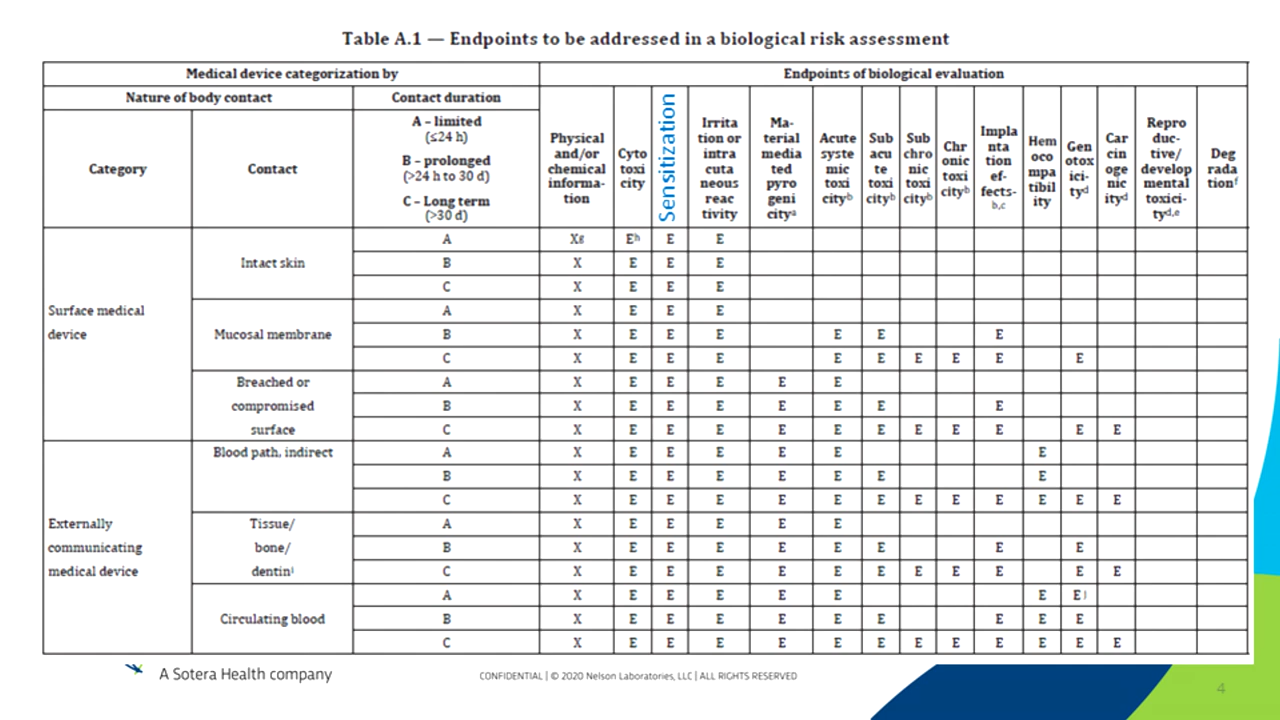 Table A.1 — Endpoints to be addressed in a biological risk assessment
Medical device categorization by
Endpoints of biological evaluation
Nature of body contact
Contact duration
Category
Contact
A – limited
(≤24 h)
B – prolonged
(>24 h to 30 d)
C – Long term
(>30 d)
Physical
and/or
chemical
informa-
tion
Cyto
toxi
city
Sensitization
Irrita
tion or
intra
cuta
neous
reac
tivity
Ma-
terial
media
ted
pyro
geni
cityᵃ
Acute
syste
mic
toxi
cityᵇ
Sub
acu
te
toxi
cityᵇ
Sub
chro
nic
toxi
cityᵇ
Chr
onic
toxi
cityᵇ
Impla
nta
tion
ef-
fects-
b,c
Hem
oco
mpa
tibil
ity
Gen
otox
ici-
tyᵈ
Car
cin
oge
nic
ityᵈ
Repro
duc-
tive/
develop
mental
toxici-
tyᵈ,ᵉ
Deg
rada
tionᶠ
Surface medical
device
Intact skin
A Xᵍ Eʰ E E
B X E E E
C X E E E
Mucosal membrane
A X E E E
B X E E E E E E
C X E E E E E E E E E
Breached or
compromised
surface
A X E E E E E
B X E E E E E E E
C X E E E E E E E E E E E
Externally
communicating
medical device
Blood path, indirect
A X E E E E E E
B X E E E E E E E
C X E E E E E E E E E E E E
Tissue/
bone/
dentinⁱ
A X E E E E E
B X E E E E E E E E
C X E E E E E E E E E E E
Circulating blood
A X E E E E E E Eʲ
B X E E E E E E E E E
C X E E E E E E E E E E E E
A Sotera Health company
CONFIDENTIAL | © 2020 Nelson Laboratories, LLC | ALL RIGHTS RESERVED
4